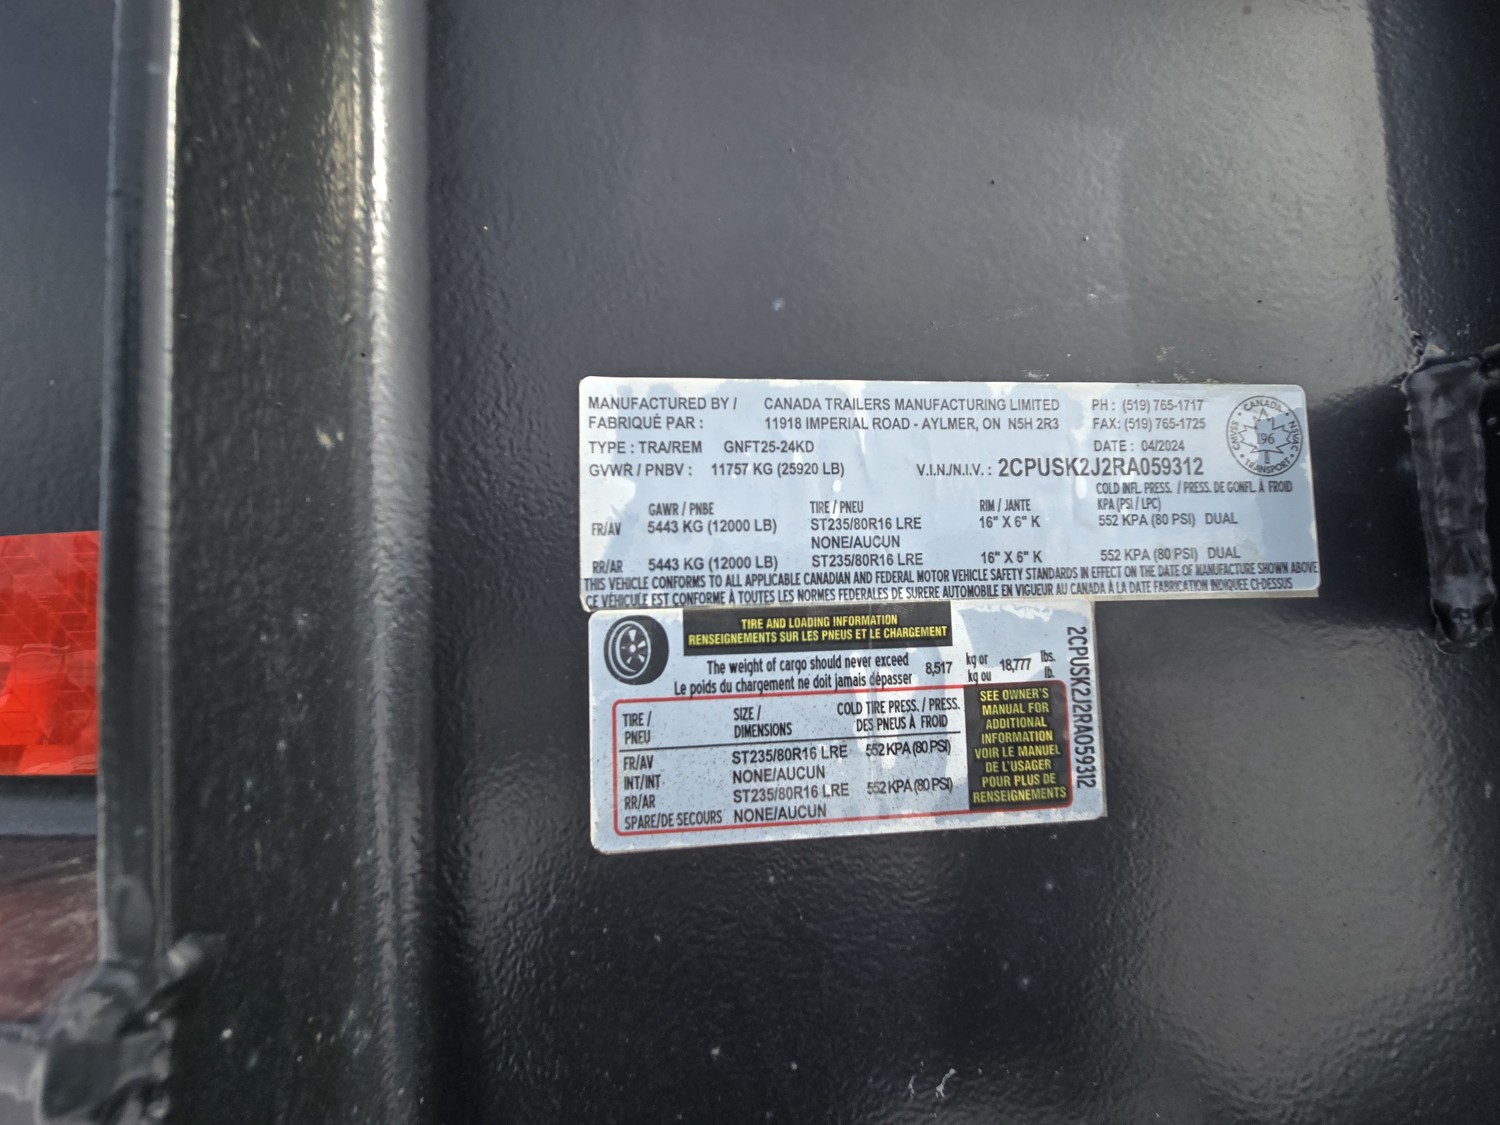 MANUFACTURED BY / CANADA TRAILERS MANUFACTURING LIMITED PH : (519) 765-1717
FABRIQUÉ PAR : 11918 IMPERIAL ROAD - AYLMER, ON N5H 2R3 FAX: (519) 765-1725
TYPE : TRA/REM GNFT25-24KD DATE : 04/2024
GVWR / PNBV : 11757 KG (25920 LB) V.I.N./N.I.V. : 2CPUSK2J2RA059312
COLD INFL. PRESS. / PRESS. DE GONFL. À FROID
GAWR / PNBE TIRE / PNEU RIM / JANTE KPA (PSI / LPC)
FR/AV 5443 KG (12000 LB) ST235/80R16 LRE 16" X 6" K 552 KPA (80 PSI) DUAL
NONE/AUCUN
RR/AR 5443 KG (12000 LB) ST235/80R16 LRE 16" X 6" K 552 KPA (80 PSI) DUAL
THIS VEHICLE CONFORMS TO ALL APPLICABLE CANADIAN AND FEDERAL MOTOR VEHICLE SAFETY STANDARDS IN EFFECT ON THE DATE OF MANUFACTURE SHOWN ABOVE
CE VÉHICULE EST CONFORME À TOUTES LES NORMES FEDERALES DE SURERE AUTOMOBILE EN VIGUEUR AU CANADA À LA DATE FABRICATION INDIQUEE CI-DESSUS
CANADA
CMVSS 196 NSVAC
TRANSPORT
TIRE AND LOADING INFORMATION
RENSEIGNEMENTS SUR LES PNEUS ET LE CHARGEMENT
The weight of cargo should never exceed 8,517 kg or 18,777 lbs.
Le poids du chargement ne doit jamais dépasser kg ou lb.
TIRE / SIZE / COLD TIRE PRESS. / PRESS.
PNEU DIMENSIONS DES PNEUS À FROID
FR/AV ST235/80R16 LRE 552 KPA (80 PSI)
INT/INT NONE/AUCUN
RR/AR ST235/80R16 LRE 552 KPA (80 PSI)
SPARE/DE SECOURS NONE/AUCUN
SEE OWNER'S
MANUAL FOR
ADDITIONAL
INFORMATION
VOIR LE MANUEL
DE L'USAGER
POUR PLUS DE
RENSEIGNEMENTS
2CPUSK2J2RA059312